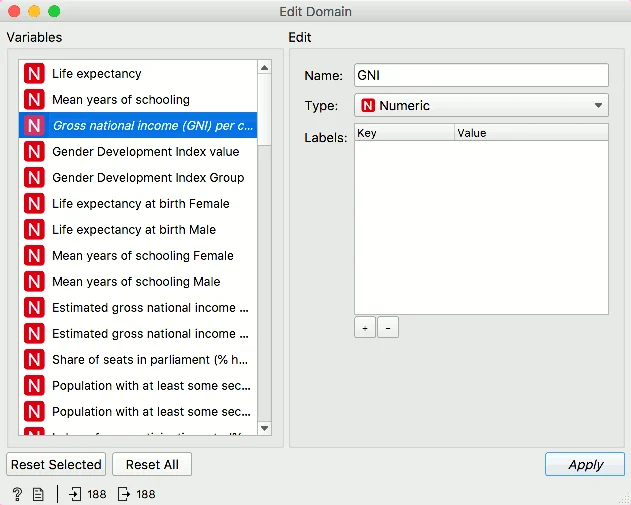 Edit Domain
Variables
N Life expectancy
N Mean years of schooling
N Gross national income (GNI) per c...
N Gender Development Index value
N Gender Development Index Group
N Life expectancy at birth Female
N Life expectancy at birth Male
N Mean years of schooling Female
N Mean years of schooling Male
N Estimated gross national income ...
N Estimated gross national income ...
N Share of seats in parliament (% h...
N Population with at least some sec...
N Population with at least some sec...
Edit
Name: GNI
Type: N Numeric
Labels: Key Value
+ -
Reset Selected Reset All Apply
? 188 188